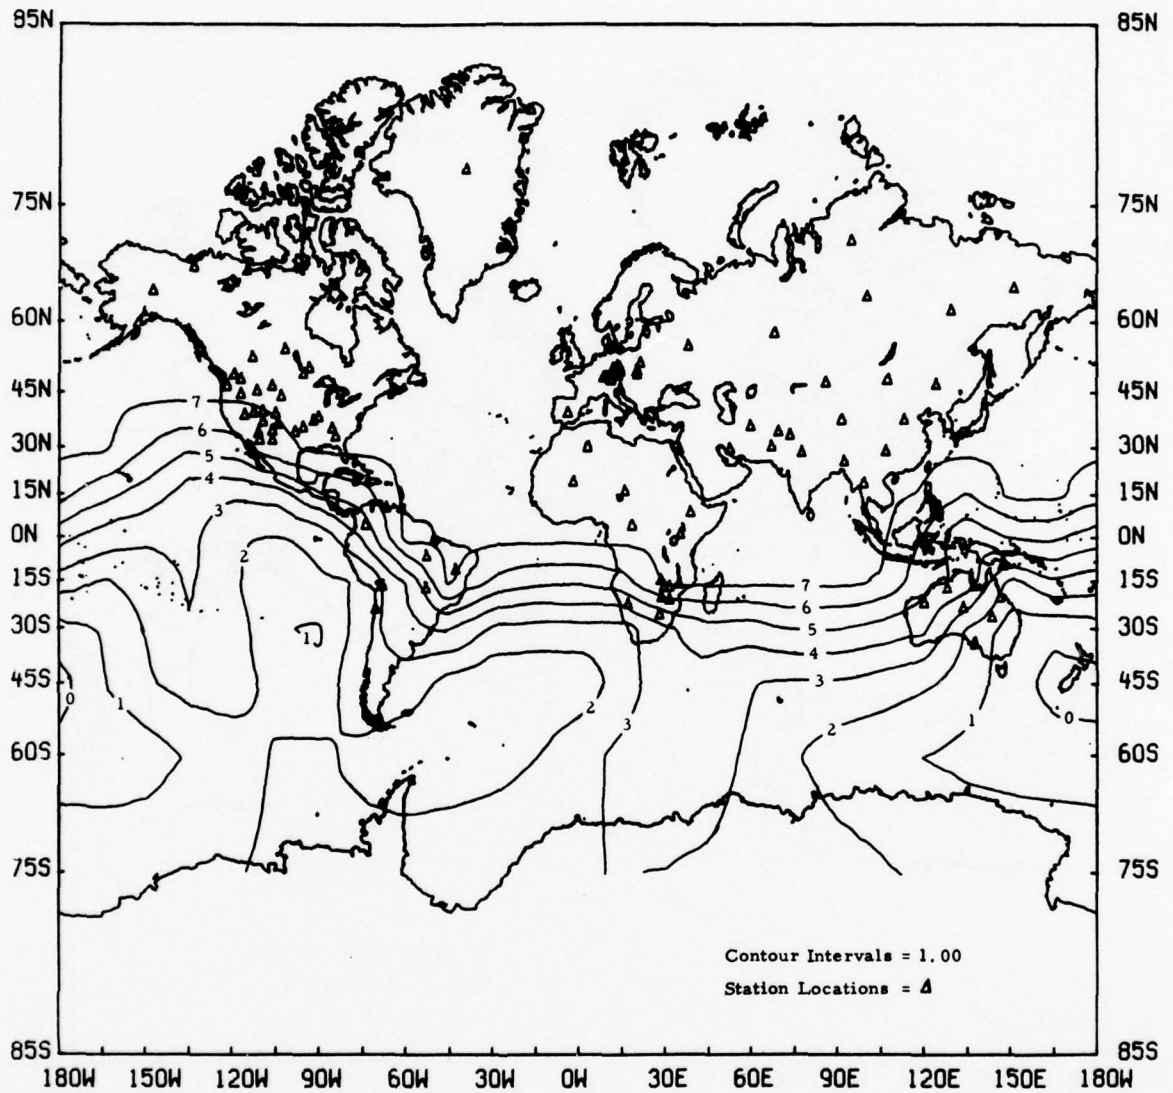 85N 85N
75N 75N
60N 60N
45N 45N
7
30N 6 30N
5
15N 4 15N
3
0N 0N
2
15S 7 15S
6
30S 1 5 30S
4
45S 3 45S
0 1 2 3 2 1 0
60S 60S
75S 75S
Contour Intervals = 1.00
Station Locations = Δ
85S 85S
180W 150W 120W 90W 60W 30W 0W 30E 60E 90E 120E 150E 180W